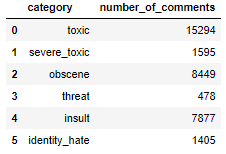 category number_of_comments
0 toxic 15294
1 severe_toxic 1595
2 obscene 8449
3 threat 478
4 insult 7877
5 identity_hate 1405